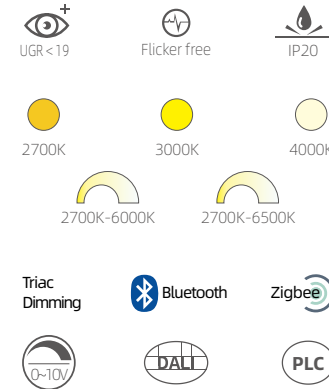 UGR<19 Flicker free IP20
2700K 3000K 4000K
2700K-6000K 2700K-6500K
Triac
Dimming
Bluetooth
Zigbee
0~10V
DALI
PLC